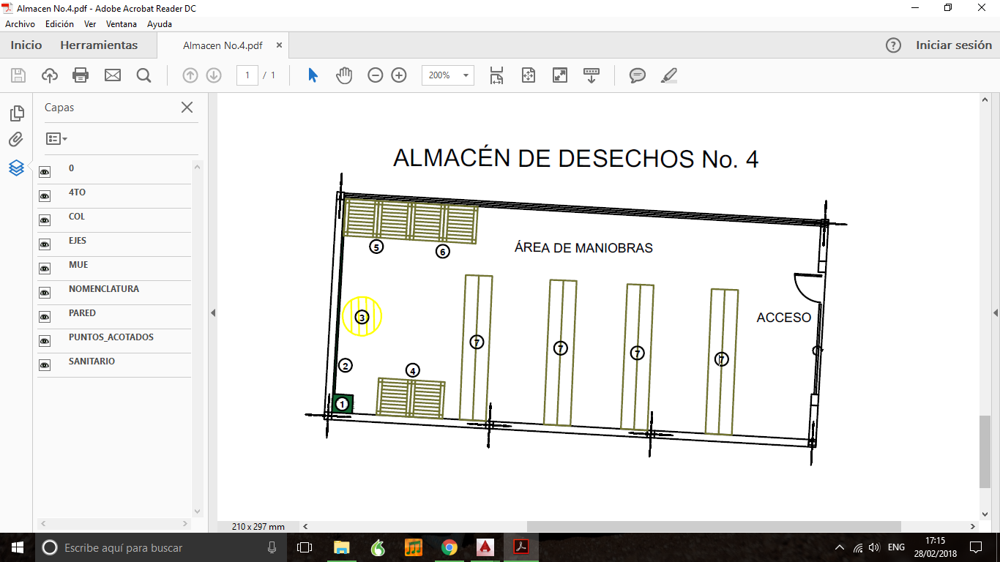 Almacen No.4.pdf - Adobe Acrobat Reader DC
Archivo Edición Ver Ventana Ayuda
Inicio Herramientas Almacen No.4.pdf × ? Iniciar sesión
1 / 1 200%
Capas
0
4TO
COL
EJES
MUE
NOMENCLATURA
PARED
PUNTOS_ACOTADOS
SANITARIO
ALMACÉN DE DESECHOS No. 4
5
6
ÁREA DE MANIOBRAS
3
ACCESO
7
7
7
7
2
4
1
210 x 297 mm
Escribe aquí para buscar
ENG
17:15
28/02/2018